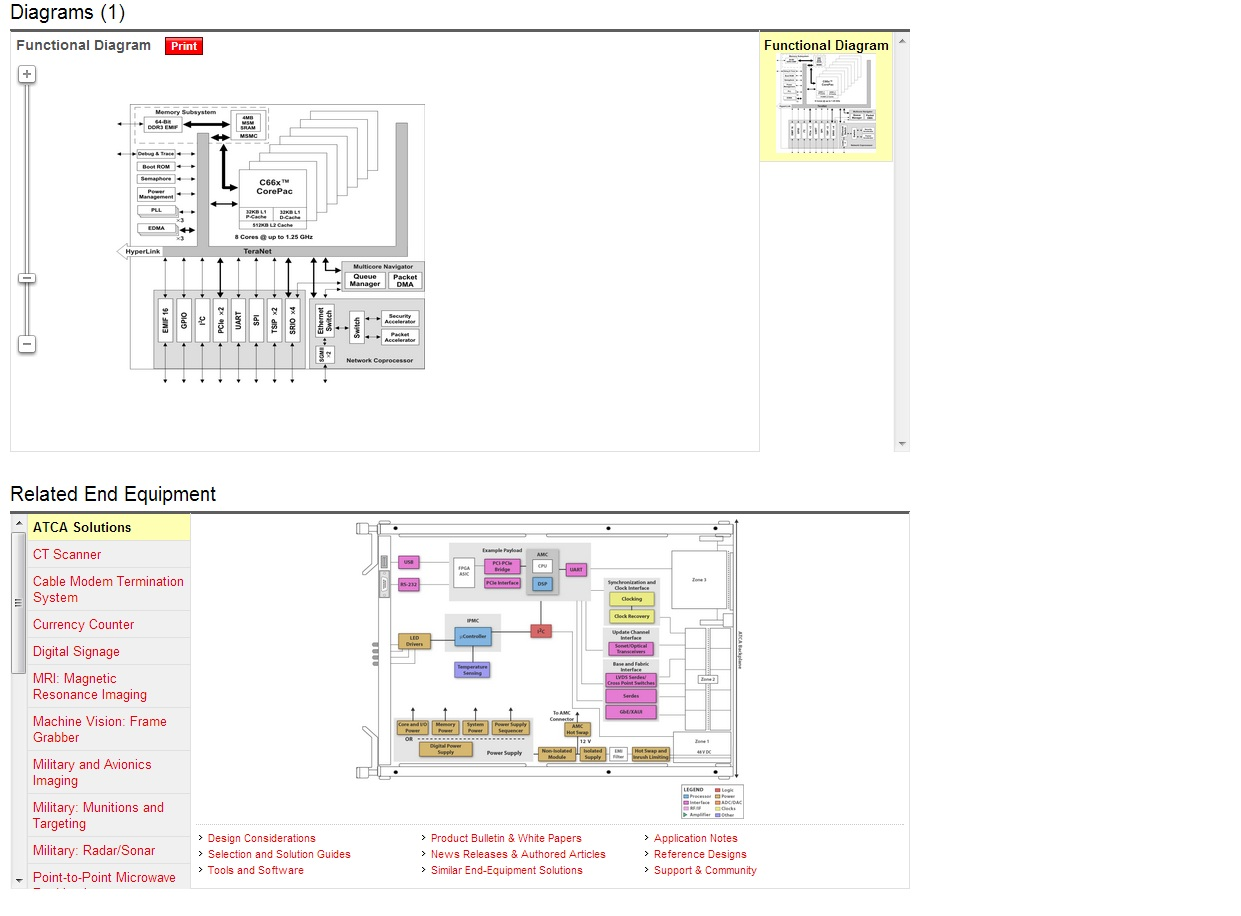 Diagrams (1)
Functional Diagram Print
Functional Diagram
Memory Subsystem
64-Bit
DDR3 EMIF
4MB
MSM
SRAM
MSMC
Debug & Trace
Boot ROM
Semaphore
Power
Management
PLL
×3
EDMA
×3
C66x™
CorePac
32KB L1
P-Cache
32KB L1
D-Cache
512KB L2 Cache
8 Cores @ up to 1.25 GHz
HyperLink
TeraNet
Multicore Navigator
Queue
Manager
Packet
DMA
EMIF 16
GPIO
I²C
PCIe ×2
UART
SPI
TSIP ×2
SRIO ×4
Ethernet
Switch
Switch
SGMII
×2
Security
Accelerator
Packet
Accelerator
Network Coprocessor
Related End Equipment
ATCA Solutions
CT Scanner
Cable Modem Termination
System
Currency Counter
Digital Signage
MRI: Magnetic
Resonance Imaging
Machine Vision: Frame
Grabber
Military and Avionics
Imaging
Military: Munitions and
Targeting
Military: Radar/Sonar
Point-to-Point Microwave
USB
RS-232
Example Payload
FPGA
ASIC
PCI-PCIe
Bridge
PCIe Interface
AMC
CPU
DSP
UART
Synchronization and
Clock Interface
Clocking
Clock Recovery
Zone 3
IPMC
LED
Drivers
µController
I²C
Temperature
Sensing
Update Channel
Interface
Sonet/Optical
Transceivers
Base and Fabric
Interface
LVDS Serdes/
Cross Point Switches
Serdes
GbE/XAUI
Zone 2
ATCA Backplane
To AMC
Connector
AMC
Hot Swap
12 V
Core and I/O
Power
Memory
Power
System
Power
Power Supply
Sequencer
OR
Digital Power
Supply
Power Supply
Non-Isolated
Module
Isolated
Supply
EMI
Filter
Hot Swap and
Inrush Limiting
Zone 1
48 V DC
LEGEND
Processor
Interface
RF/IF
Amplifier
Logic
Power
ADC/DAC
Clocks
Other
Design Considerations
Selection and Solution Guides
Tools and Software
Product Bulletin & White Papers
News Releases & Authored Articles
Similar End-Equipment Solutions
Application Notes
Reference Designs
Support & Community